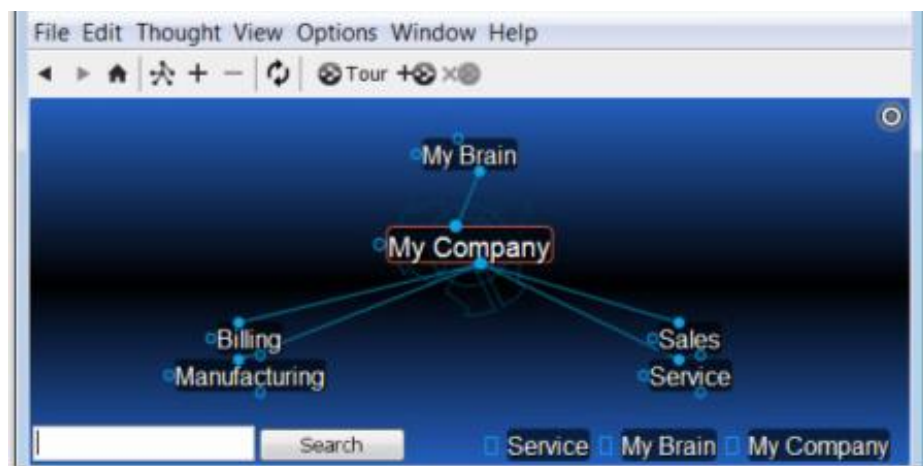 File Edit Thought View Options Window Help
Tour
My Brain
My Company
Billing Sales
Manufacturing Service
Search Service My Brain My Company